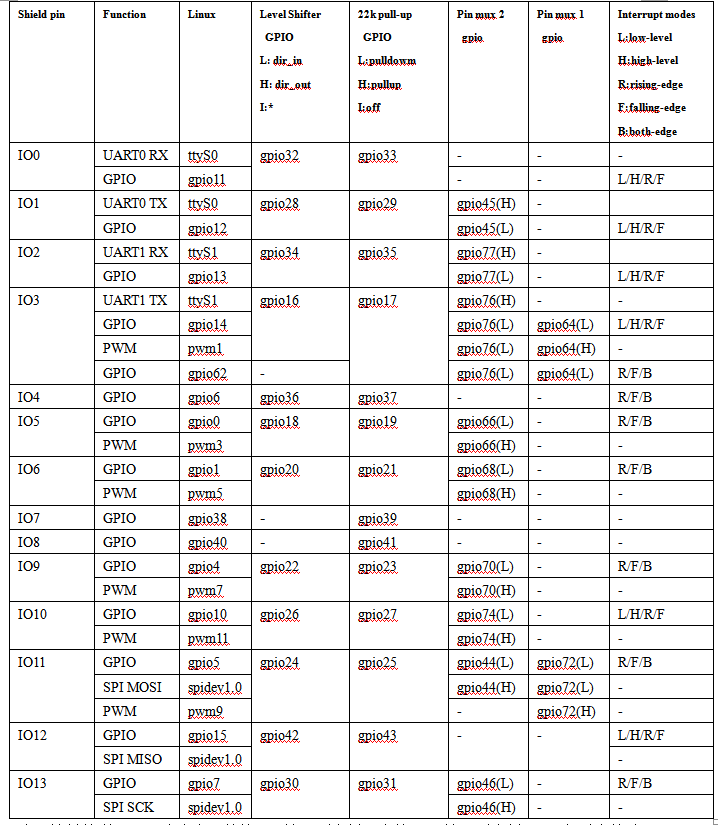 Shield pin Function Linux Level Shifter 22k pull-up Pin mux 2 Pin mux 1 Interrupt modes
GPIO GPIO gpio gpio L:low-level
L: dir_in L:pulldowm H:high-level
H: dir_out H:pullup R:rising-edge
I:* I:off F:falling-edge
B:both-edge
IO0 UART0 RX ttyS0 gpio32 gpio33 - - -
GPIO gpio11 - - L/H/R/F
IO1 UART0 TX ttyS0 gpio28 gpio29 gpio45(H) -
GPIO gpio12 gpio45(L) - L/H/R/F
IO2 UART1 RX ttyS1 gpio34 gpio35 gpio77(H) -
GPIO gpio13 gpio77(L) - L/H/R/F
IO3 UART1 TX ttyS1 gpio16 gpio17 gpio76(H) - -
GPIO gpio14 gpio76(L) gpio64(L) L/H/R/F
PWM pwm1 gpio76(L) gpio64(H) -
GPIO gpio62 - gpio76(L) gpio64(L) R/F/B
IO4 GPIO gpio6 gpio36 gpio37 - - R/F/B
IO5 GPIO gpio0 gpio18 gpio19 gpio66(L) - R/F/B
PWM pwm3 gpio66(H) - -
IO6 GPIO gpio1 gpio20 gpio21 gpio68(L) - R/F/B
PWM pwm5 gpio68(H) - -
IO7 GPIO gpio38 - gpio39 - - -
IO8 GPIO gpio40 - gpio41 - - -
IO9 GPIO gpio4 gpio22 gpio23 gpio70(L) - R/F/B
PWM pwm7 gpio70(H) - -
IO10 GPIO gpio10 gpio26 gpio27 gpio74(L) - L/H/R/F
PWM pwm11 gpio74(H) - -
IO11 GPIO gpio5 gpio24 gpio25 gpio44(L) gpio72(L) R/F/B
SPI MOSI spidev1.0 gpio44(H) gpio72(L) -
PWM pwm9 - gpio72(H) -
IO12 GPIO gpio15 gpio42 gpio43 - - L/H/R/F
SPI MISO spidev1.0 -
IO13 GPIO gpio7 gpio30 gpio31 gpio46(L) - R/F/B
SPI SCK spidev1.0 gpio46(H) - -